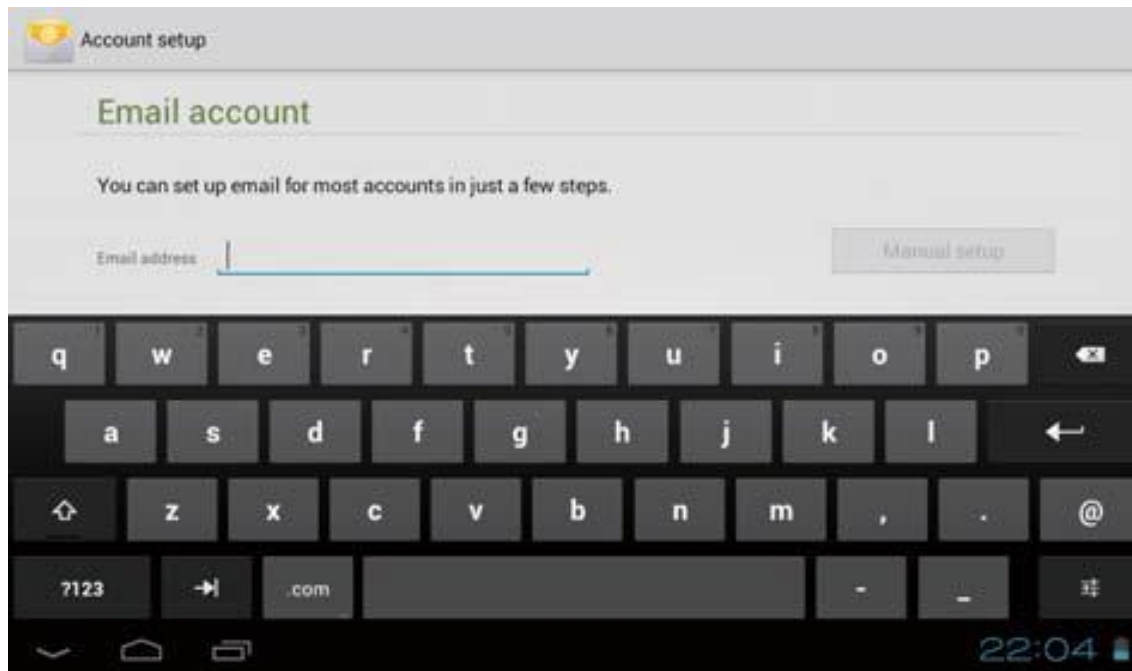 Account setup
Email account
You can set up email for most accounts in just a few steps.
Email address
Manual setup
q w e r t y u i o p
a s d f g h j k l
z x c v b n m , . @
?123 .com - _
22:04